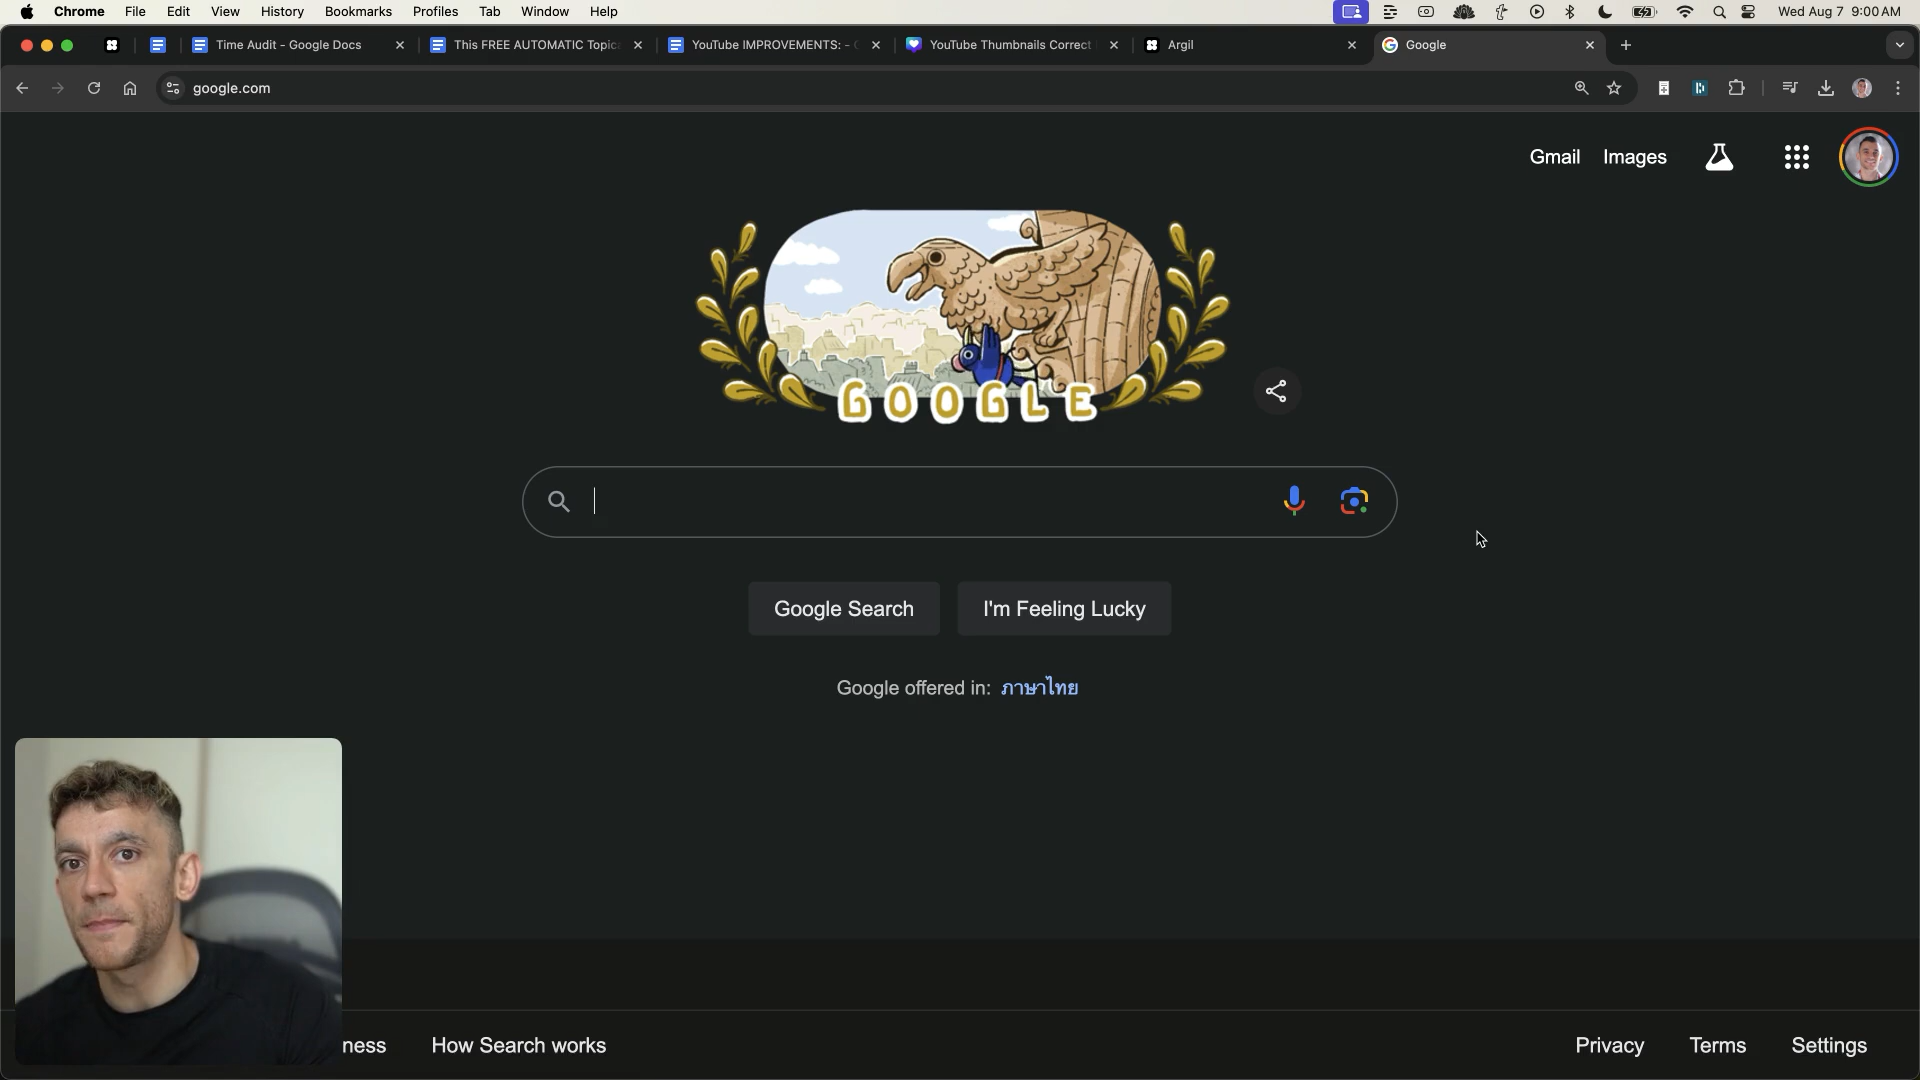 Chrome File Edit View History Bookmarks Profiles Tab Window Help Wed Aug 7 9:00 AM
Time Audit - Google Docs This FREE AUTOMATIC Topic YouTube IMPROVEMENTS: - YouTube Thumbnails Correct Argil Google
google.com
Gmail Images
GOOGLE
Google Search I'm Feeling Lucky
Google offered in: ภาษาไทย
ness How Search works Privacy Terms Settings